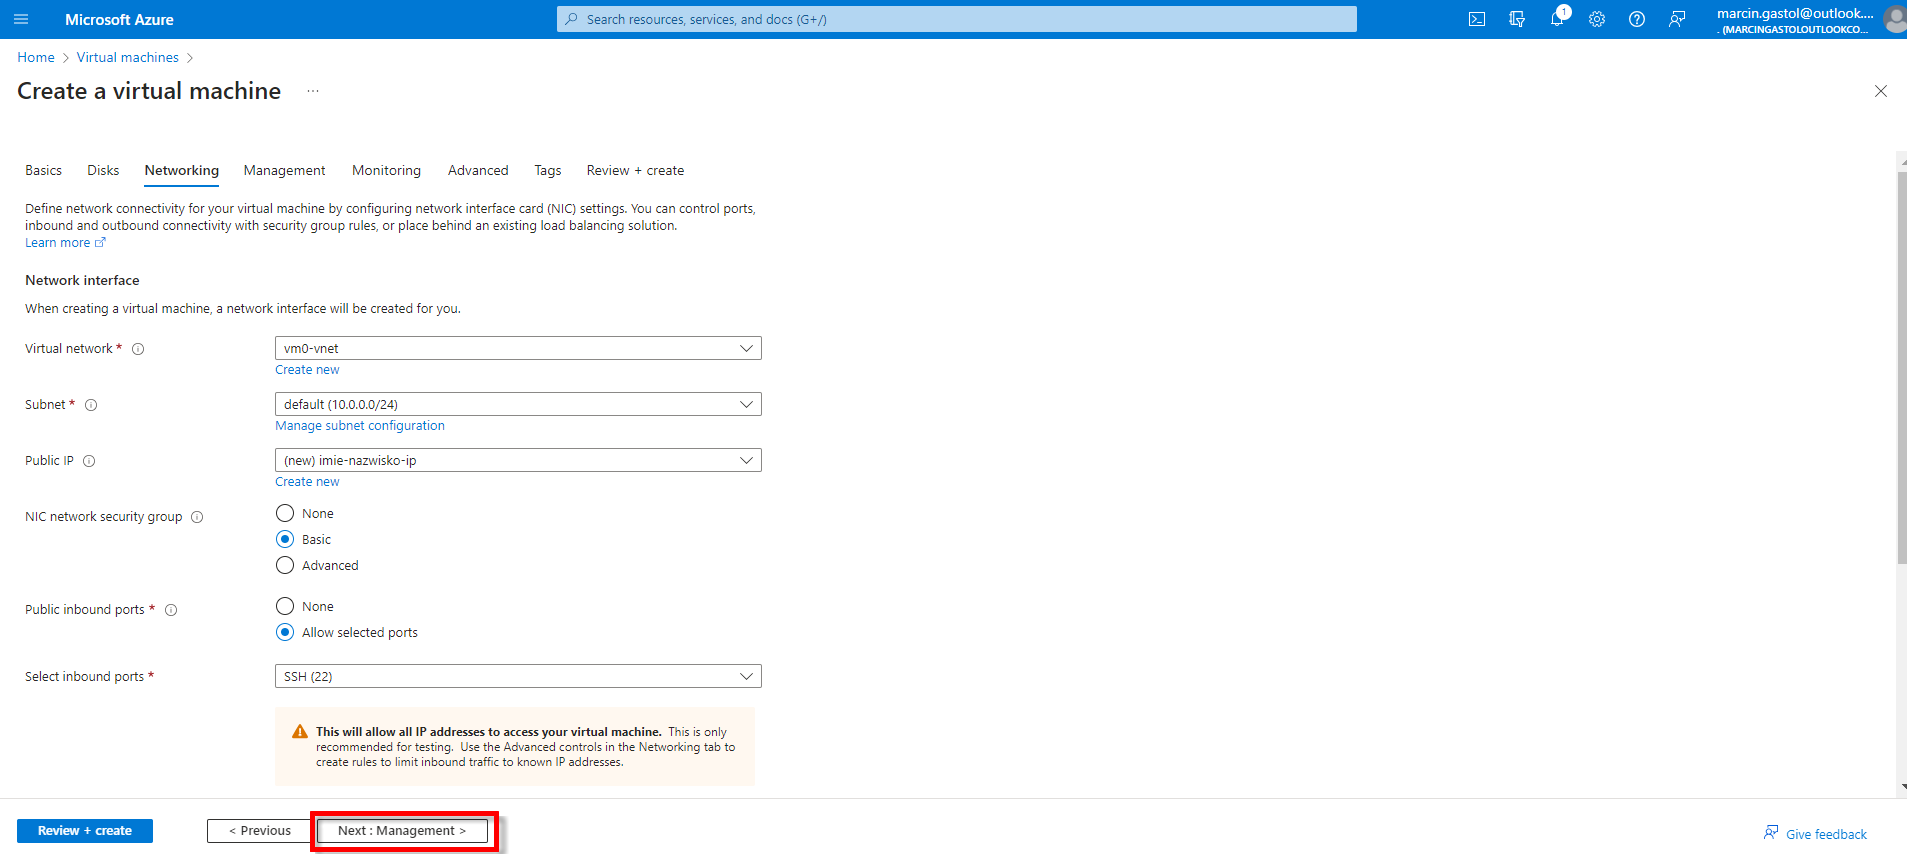 Microsoft Azure
Search resources, services, and docs (G+/)
1
marcin.gastol@outlook....
. (MARCINGASTOLOUTLOOKCO...
Home > Virtual machines >
Create a virtual machine ...
Basics Disks Networking Management Monitoring Advanced Tags Review + create
Define network connectivity for your virtual machine by configuring network interface card (NIC) settings. You can control ports,
inbound and outbound connectivity with security group rules, or place behind an existing load balancing solution.
Learn more
Network interface
When creating a virtual machine, a network interface will be created for you.
Virtual network * vm0-vnet
Create new
Subnet * default (10.0.0.0/24)
Manage subnet configuration
Public IP (new) imie-nazwisko-ip
Create new
NIC network security group None
Basic
Advanced
Public inbound ports * None
Allow selected ports
Select inbound ports * SSH (22)
This will allow all IP addresses to access your virtual machine. This is only
recommended for testing. Use the Advanced controls in the Networking tab to
create rules to limit inbound traffic to known IP addresses.
Review + create < Previous Next : Management > Give feedback